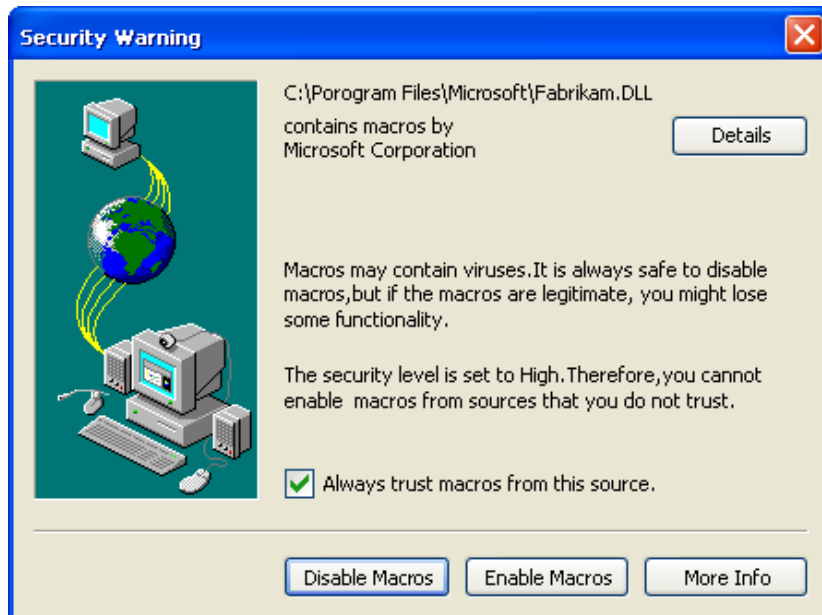 Security Warning
C:\Porogram Files\Microsoft\Fabrikam.DLL
contains macros by
Microsoft Corporation
Details
Macros may contain viruses.It is always safe to disable
macros,but if the macros are legitimate, you might lose
some functionality.
The security level is set to High.Therefore,you cannot
enable  macros from sources that you do not trust.
Always trust macros from this source.
Disable Macros
Enable Macros
More Info